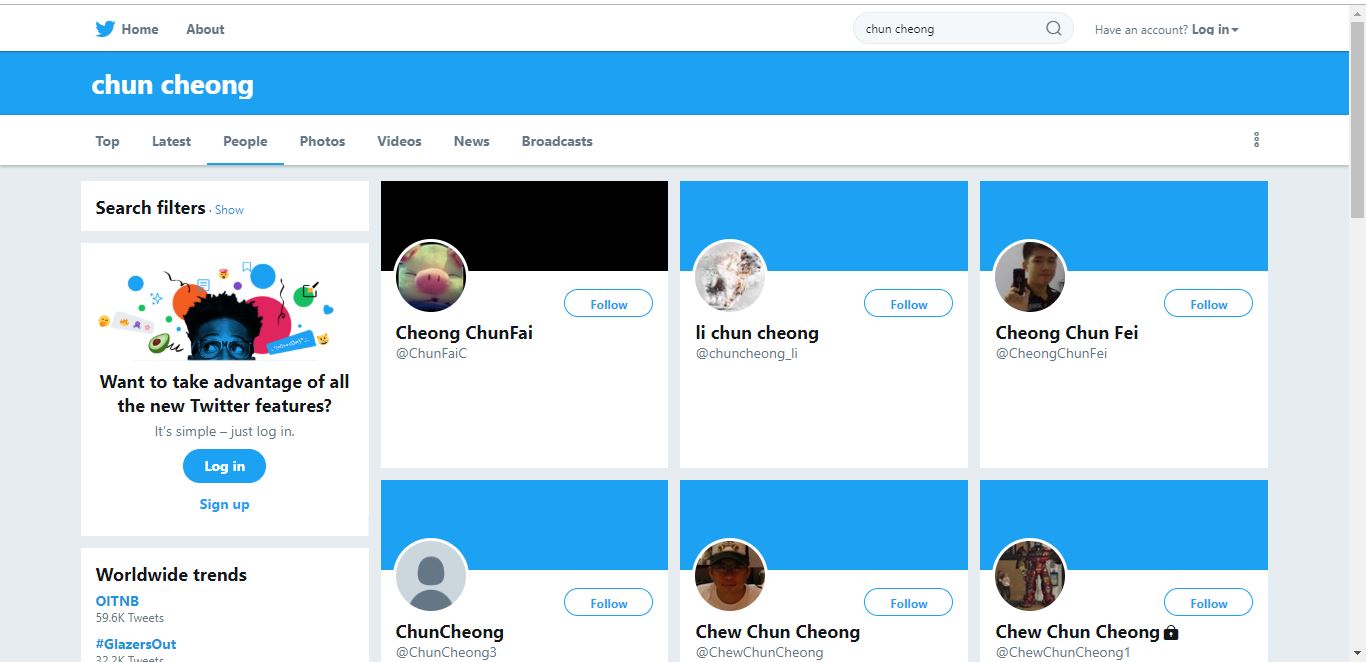 Home
About
chun cheong
Have an account? Log in
chun cheong
Top
Latest
People
Photos
Videos
News
Broadcasts
Search filters · Show
Want to take advantage of all
the new Twitter features?
It's simple – just log in.
Log in
Sign up
Worldwide trends
OITNB
59.6K Tweets
#GlazersOut
32.2K Tweets
Follow
Cheong ChunFai
@ChunFaiC
Follow
li chun cheong
@chuncheong_li
Follow
Cheong Chun Fei
@CheongChunFei
Follow
ChunCheong
@ChunCheong3
Follow
Chew Chun Cheong
@ChewChunCheong
Follow
Chew Chun Cheong
@ChewChunCheong1